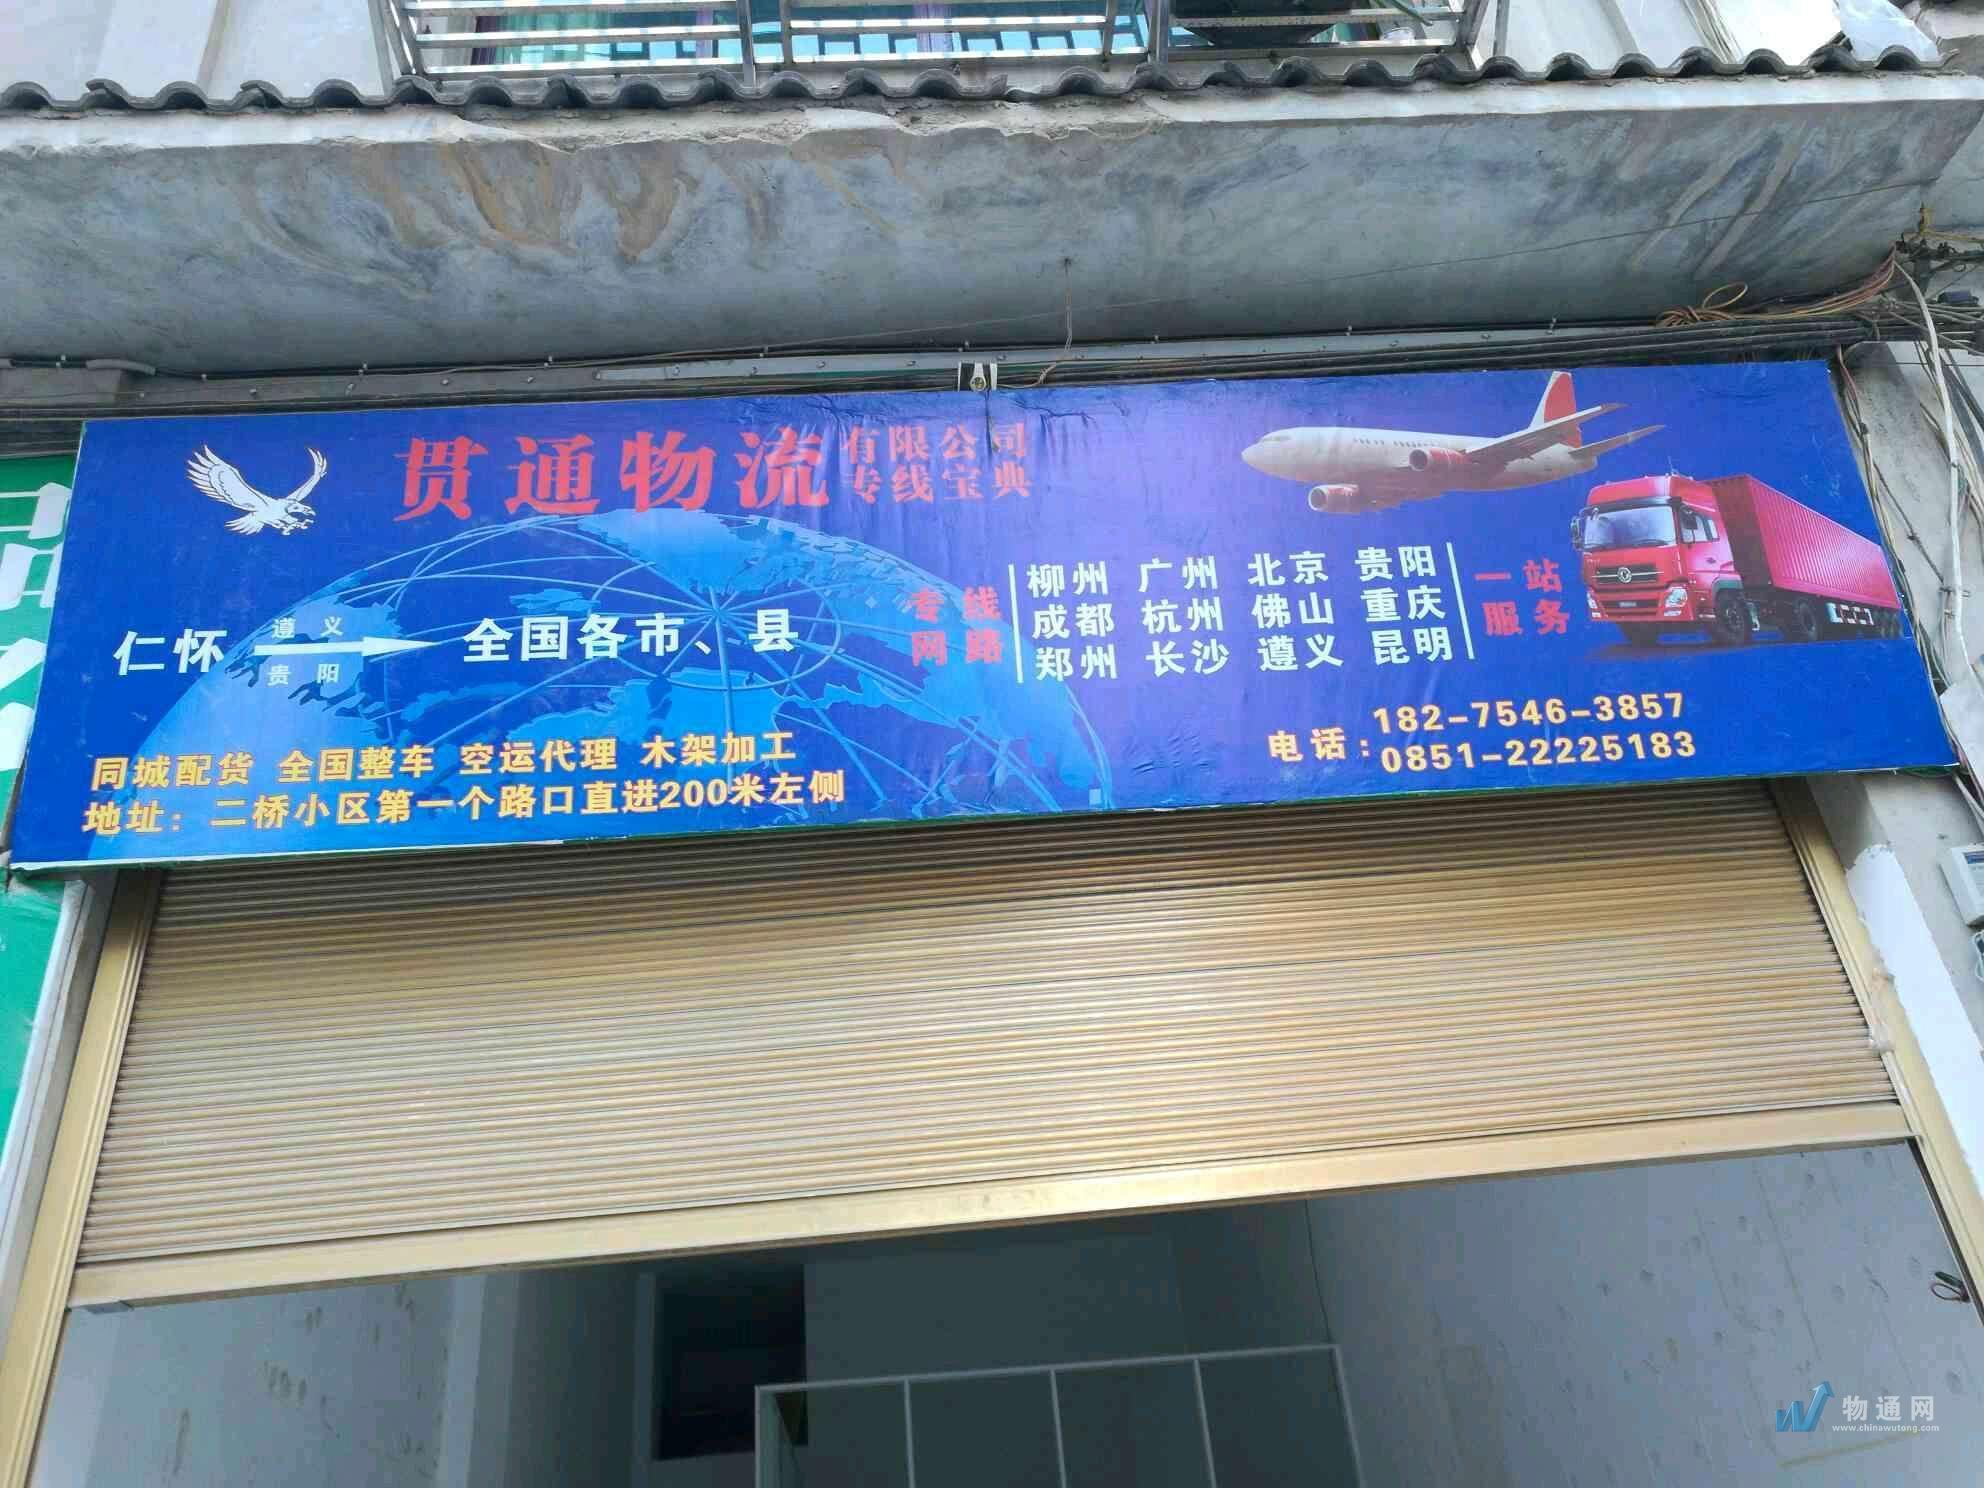 贯通物流
有限公司
专线宝典
仁怀
遵义
贵阳
全国各市、县
专线
网路
柳州 广州 北京 贵阳
成都 杭州 佛山 重庆
郑州 长沙 遵义 昆明
一站
服务
同城配货 全国整车 空运代理 木架加工
地址：二桥小区第一个路口直进200米左侧
电话：
182-7546-3857
0851-22225183
物通网
www.chinawutong.com